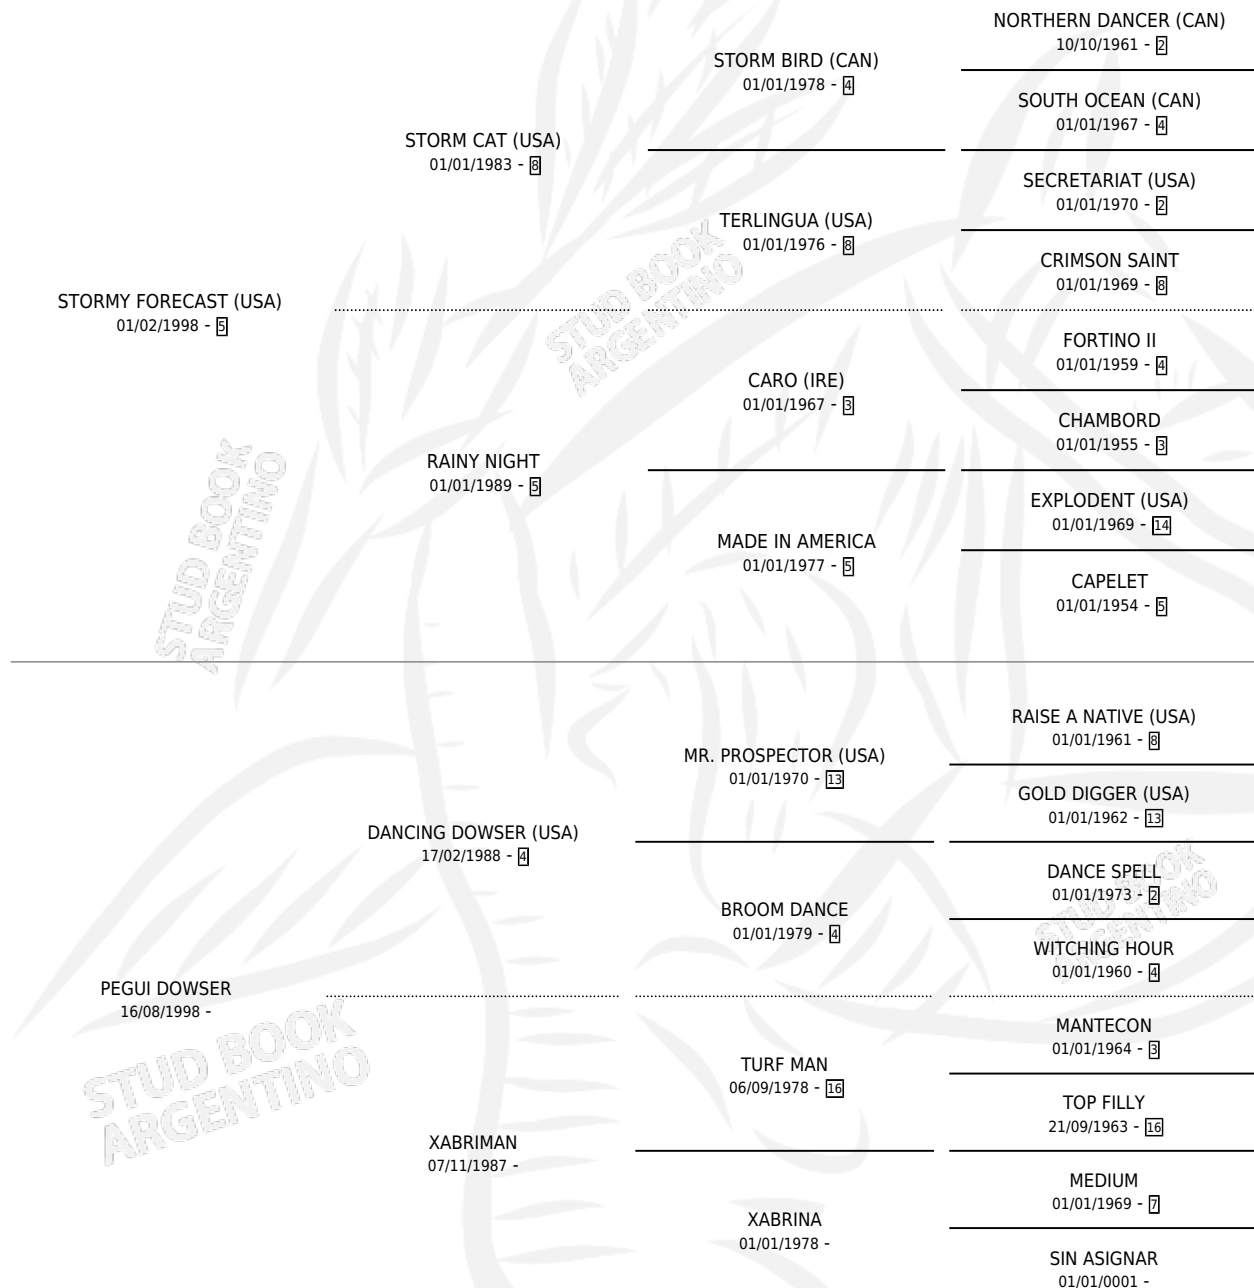 NORTHERN DANCER (CAN)
10/10/1961 - 2
STORM BIRD (CAN)
01/01/1978 - 4
SOUTH OCEAN (CAN)
01/01/1967 - 4
STORM CAT (USA)
01/01/1983 - 8
SECRETARIAT (USA)
01/01/1970 - 2
TERLINGUA (USA)
01/01/1976 - 8
CRIMSON SAINT
01/01/1969 - 8
STORMY FORECAST (USA)
01/02/1998 - 5
FORTINO II
01/01/1959 - 4
CARO (IRE)
01/01/1967 - 3
CHAMBORD
01/01/1955 - 3
RAINY NIGHT
01/01/1989 - 5
EXPLODENT (USA)
01/01/1969 - 14
MADE IN AMERICA
01/01/1977 - 5
CAPELET
01/01/1954 - 5
RAISE A NATIVE (USA)
01/01/1961 - 8
MR. PROSPECTOR (USA)
01/01/1970 - 13
GOLD DIGGER (USA)
01/01/1962 - 13
DANCING DOWSER (USA)
17/02/1988 - 4
DANCE SPELL
01/01/1973 - 2
BROOM DANCE
01/01/1979 - 4
WITCHING HOUR
01/01/1960 - 4
PEGUI DOWSER
16/08/1998 -
MANTECON
01/01/1964 - 3
TURF MAN
06/09/1978 - 16
TOP FILLY
21/09/1963 - 16
XABRIMAN
07/11/1987 -
MEDIUM
01/01/1969 - 7
XABRINA
01/01/1978 -
SIN ASIGNAR
01/01/0001 -
STUD BOOK
ARGENTINO
STUD BOOK
ARGENTINO
STUD BOOK
ARGENTINO
STUD BOOK
ARGENTINO